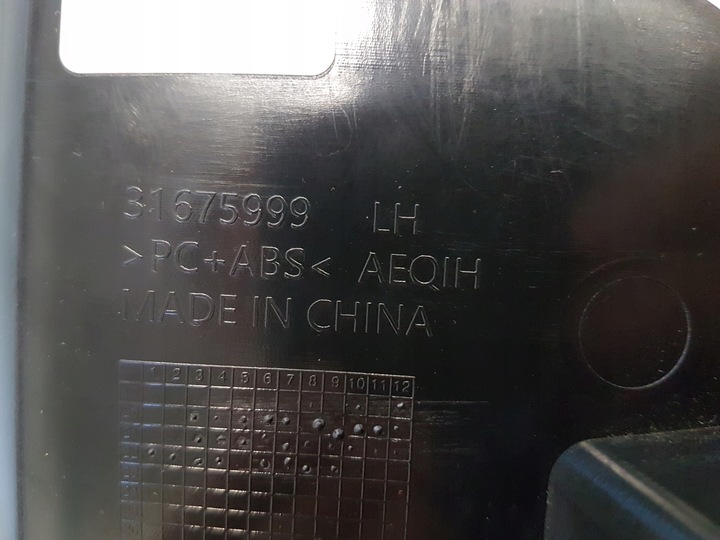 31675999 LH
>PC+ABS< AEQIH
MADE IN CHINA
1 2 3 4 5 6 7 8 9 10 11 12